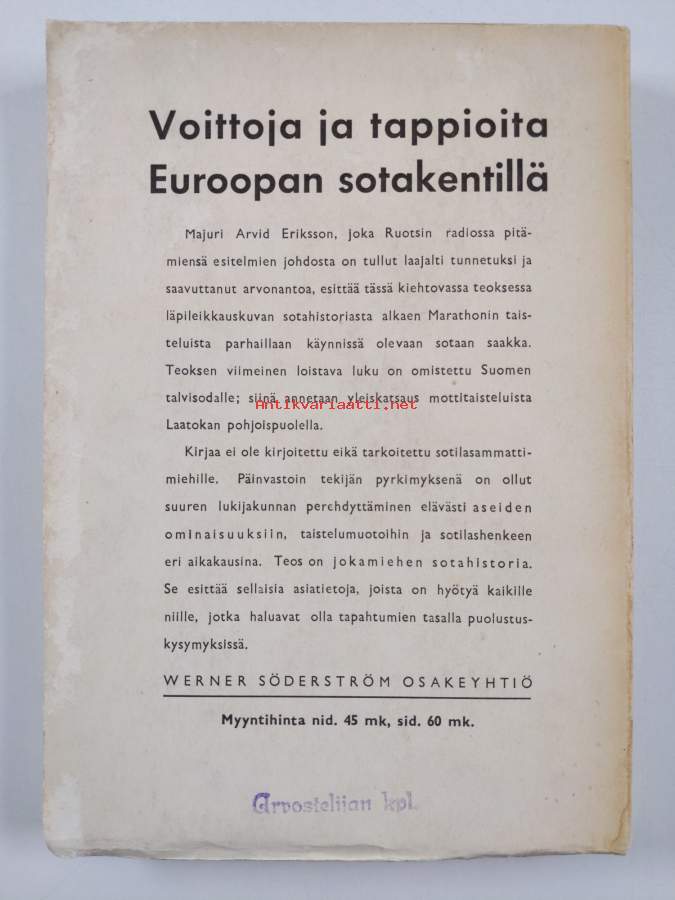 Voittoja ja tappioita
Euroopan sotakentillä
Majuri Arvid Eriksson, joka Ruotsin radiossa pitä-
miensä esitelmien johdosta on tullut laajalti tunnetuksi ja
saavuttanut arvonantoa, esittää tässä kiehtovassa teoksessa
läpileikkauskuvan sotahistoriasta alkaen Marathonin tais-
teluista parhaillaan käynnissä olevaan sotaan saakka.
Teoksen viimeinen loistava luku on omistettu Suomen
talvisodalle; siinä annetaan yleiskatsaus mottitaisteluista
Antikvariaatti.net
Laatokan pohjoispuolella.
Kirjaa ei ole kirjoitettu eikä tarkoitettu sotilasammatti-
miehille. Päinvastoin tekijän pyrkimyksenä on ollut
suuren lukijakunnan perehdyttäminen elävästi aseiden
ominaisuuksiin, taistelumuotoihin ja sotilashenkeen
eri aikakausina. Teos on jokamiehen sotahistoria.
Se esittää sellaisia asiatietoja, joista on hyötyä kaikille
niille, jotka haluavat olla tapahtumien tasalla puolustus-
kysymyksissä.
WERNER SÖDERSTRÖM OSAKEYHTIÖ
Myyntihinta nid. 45 mk, sid. 60 mk.
Arvostelijan kpl.